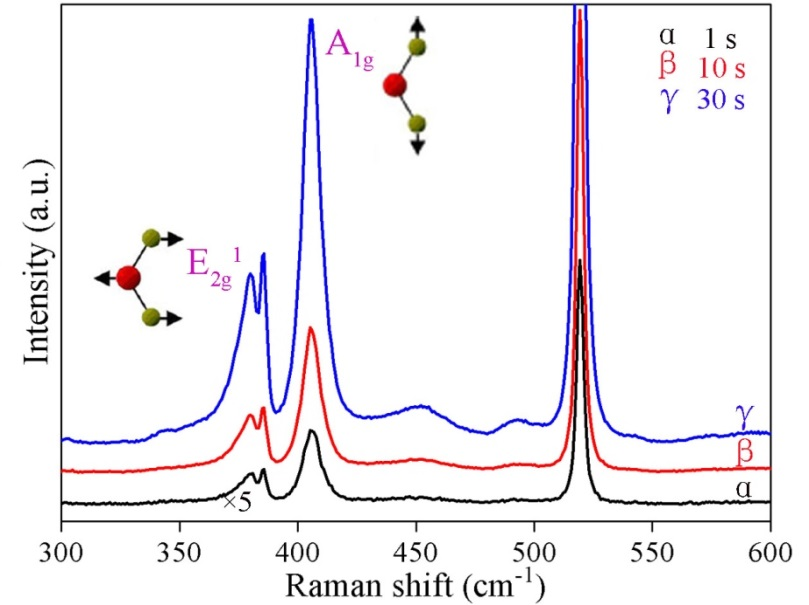 A1g
α 1 s
β 10 s
γ 30 s
E2g1
×5
γ
β
α
Intensity (a.u.)
300 350 400 450 500 550 600
Raman shift (cm-1)